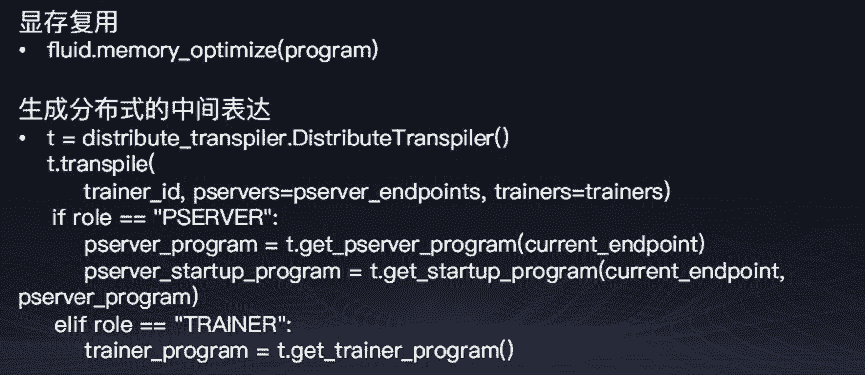 显存复用
• fluid.memory_optimize(program)
生成分布式的中间表达
• t = distribute_transpiler.DistributeTranspiler()
t.transpile(
trainer_id, pservers=pserver_endpoints, trainers=trainers)
if role == "PSERVER":
pserver_program = t.get_pserver_program(current_endpoint)
pserver_startup_program = t.get_startup_program(current_endpoint,
pserver_program)
elif role == "TRAINER":
trainer_program = t.get_trainer_program()